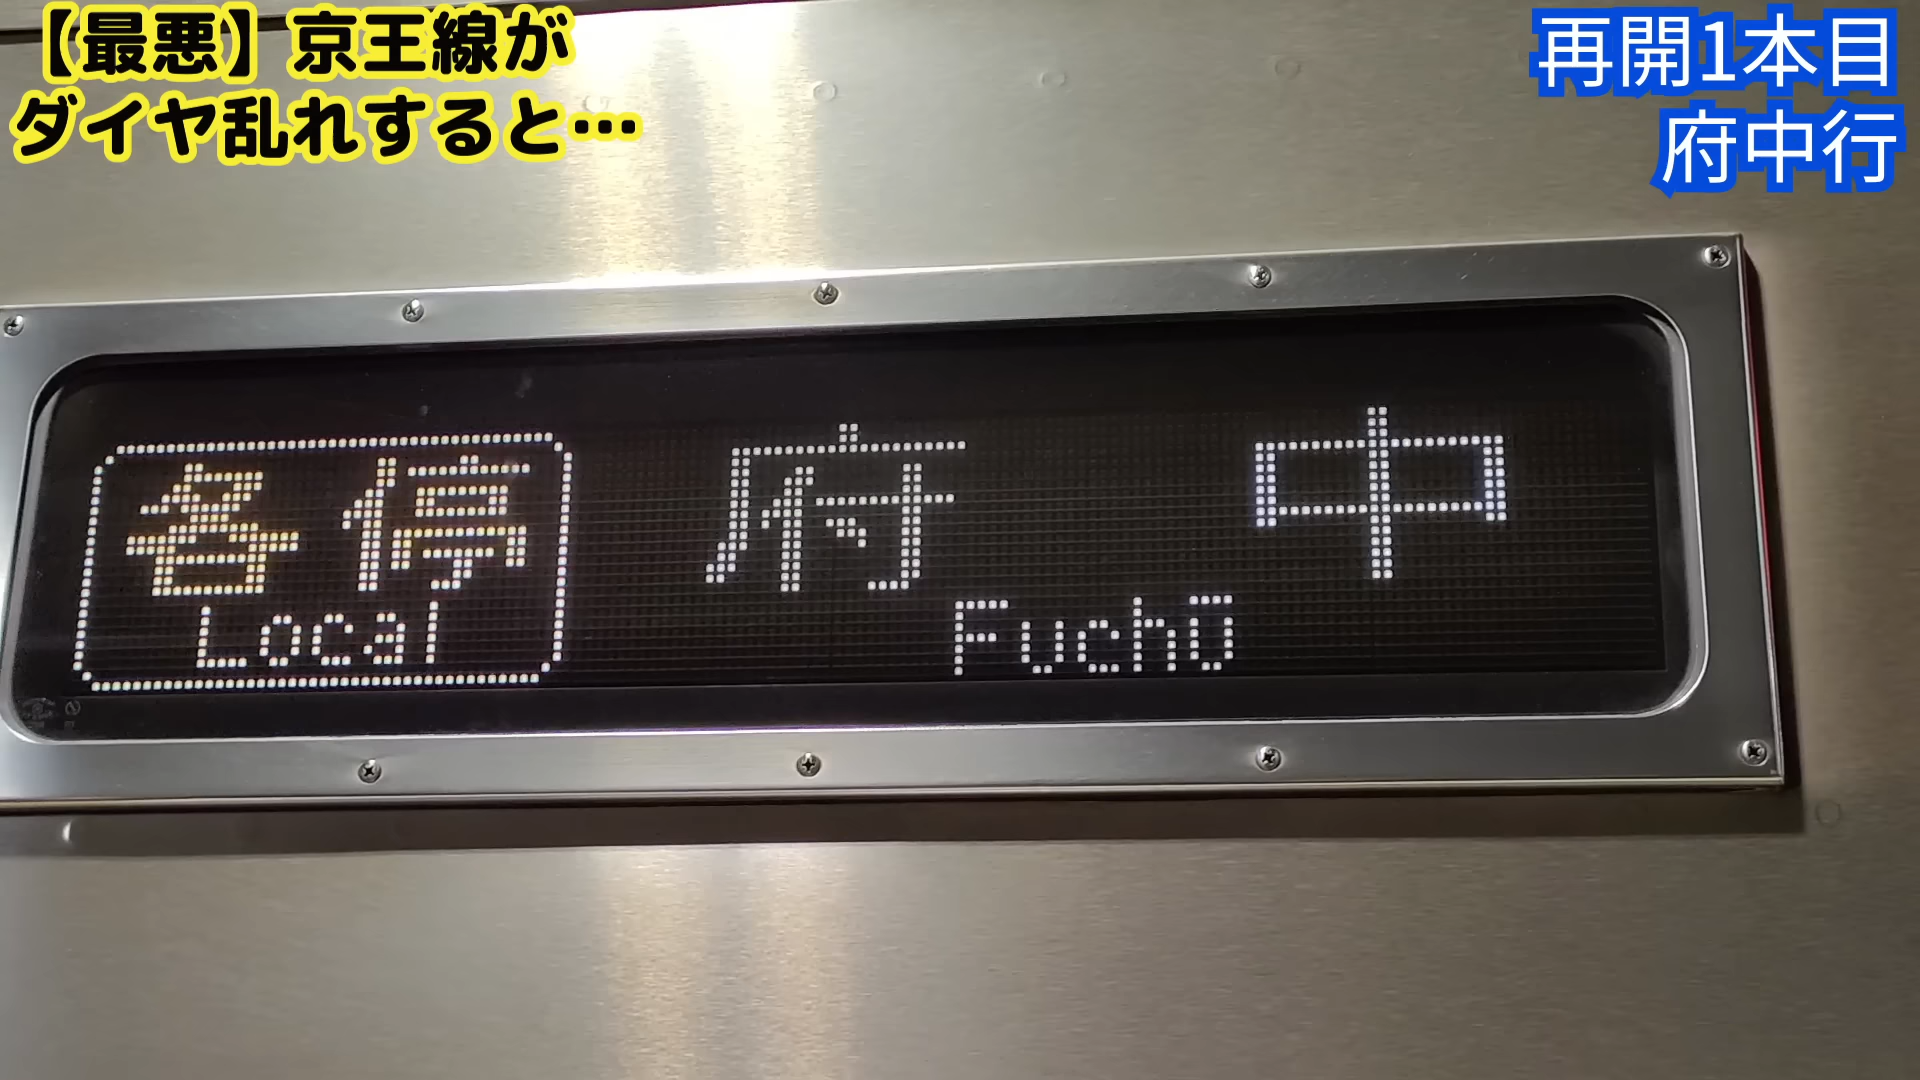 【最悪】京王線が
ダイヤ乱れすると…
再開1本目
府中行
各停 府中
Local Fuchū